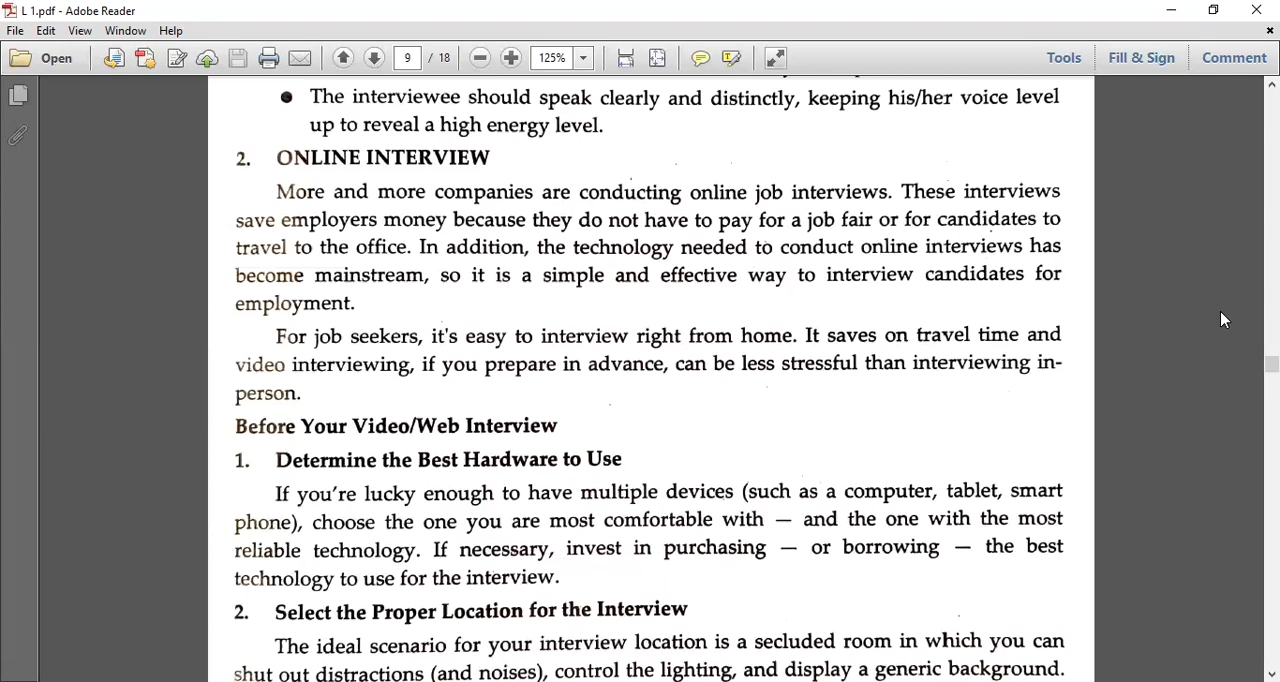 L 1.pdf - Adobe Reader
File Edit View Window Help
Open 9 / 18 125% Tools Fill & Sign Comment
● The interviewee should speak clearly and distinctly, keeping his/her voice level
up to reveal a high energy level.
2. ONLINE INTERVIEW
More and more companies are conducting online job interviews. These interviews
save employers money because they do not have to pay for a job fair or for candidates to
travel to the office. In addition, the technology needed to conduct online interviews has
become mainstream, so it is a simple and effective way to interview candidates for
employment.
For job seekers, it's easy to interview right from home. It saves on travel time and
video interviewing, if you prepare in advance, can be less stressful than interviewing in-
person.
Before Your Video/Web Interview
1. Determine the Best Hardware to Use
If you're lucky enough to have multiple devices (such as a computer, tablet, smart
phone), choose the one you are most comfortable with — and the one with the most
reliable technology. If necessary, invest in purchasing — or borrowing — the best
technology to use for the interview.
2. Select the Proper Location for the Interview
The ideal scenario for your interview location is a secluded room in which you can
shut out distractions (and noises), control the lighting, and display a generic background.